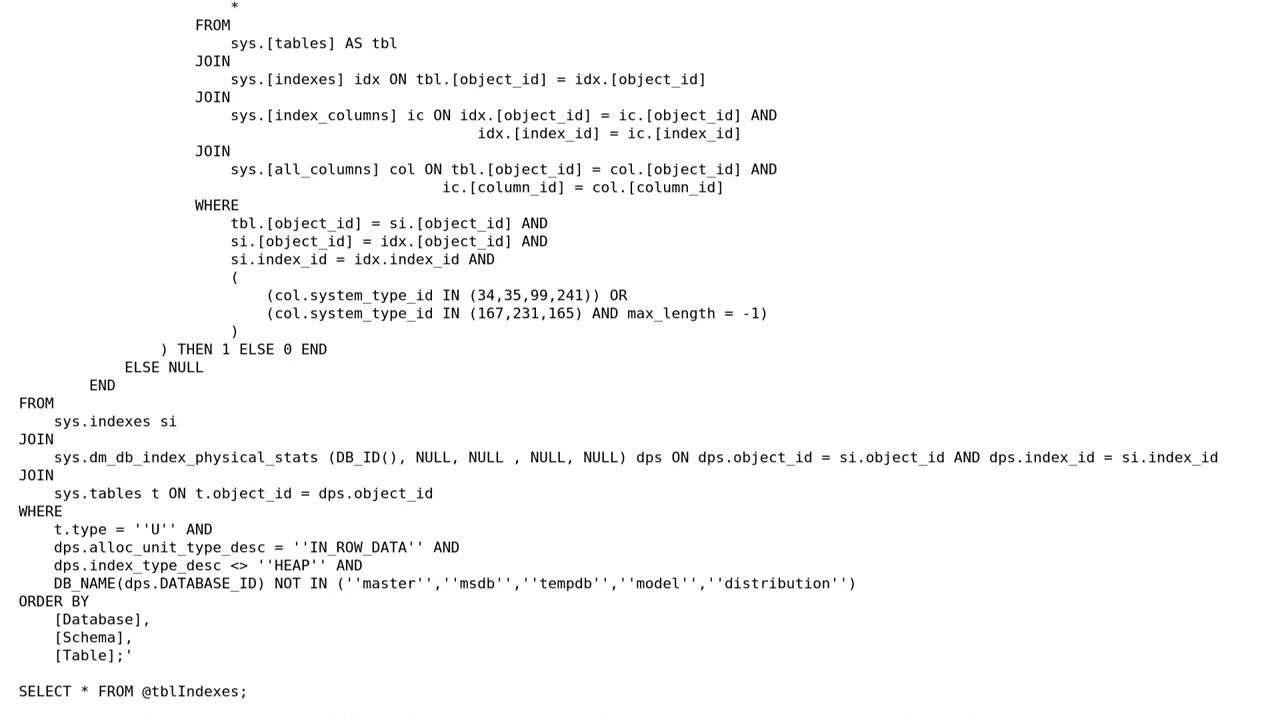 *
FROM
sys.[tables] AS tbl
JOIN
sys.[indexes] idx ON tbl.[object_id] = idx.[object_id]
JOIN
sys.[index_columns] ic ON idx.[object_id] = ic.[object_id] AND
idx.[index_id] = ic.[index_id]
JOIN
sys.[all_columns] col ON tbl.[object_id] = col.[object_id] AND
ic.[column_id] = col.[column_id]
WHERE
tbl.[object_id] = si.[object_id] AND
si.[object_id] = idx.[object_id] AND
si.index_id = idx.index_id AND
(
(col.system_type_id IN (34,35,99,241)) OR
(col.system_type_id IN (167,231,165) AND max_length = -1)
)
) THEN 1 ELSE 0 END
ELSE NULL
END
FROM
sys.indexes si
JOIN
sys.dm_db_index_physical_stats (DB_ID(), NULL, NULL , NULL, NULL) dps ON dps.object_id = si.object_id AND dps.index_id = si.index_id
JOIN
sys.tables t ON t.object_id = dps.object_id
WHERE
t.type = ''U'' AND
dps.alloc_unit_type_desc = ''IN_ROW_DATA'' AND
dps.index_type_desc <> ''HEAP'' AND
DB_NAME(dps.DATABASE_ID) NOT IN (''master'',''msdb'',''tempdb'',''model'',''distribution'')
ORDER BY
[Database],
[Schema],
[Table];'
SELECT * FROM @tblIndexes;